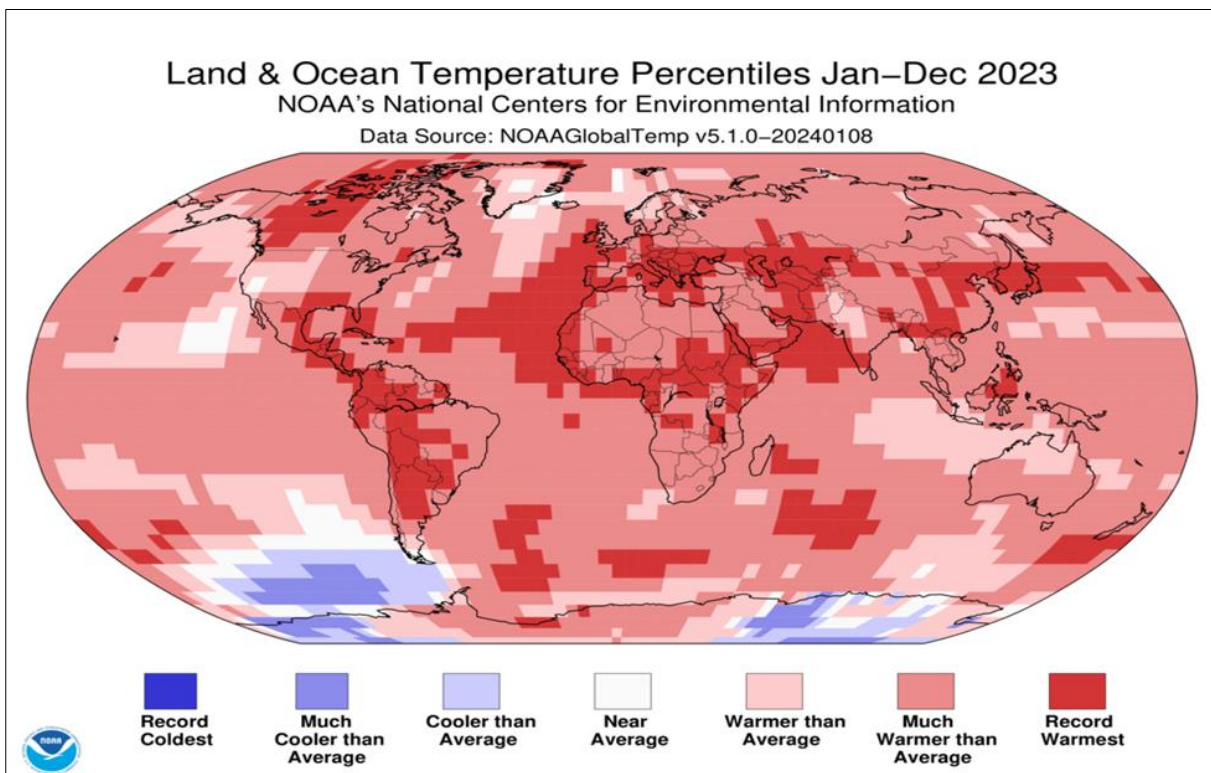 Land & Ocean Temperature Percentiles Jan–Dec 2023
NOAA's National Centers for Environmental Information
Data Source: NOAAGlobalTemp v5.1.0–20240108
Record
Coldest
Much
Cooler than
Average
Cooler than
Average
Near
Average
Warmer than
Average
Much
Warmer than
Average
Record
Warmest
NOAA